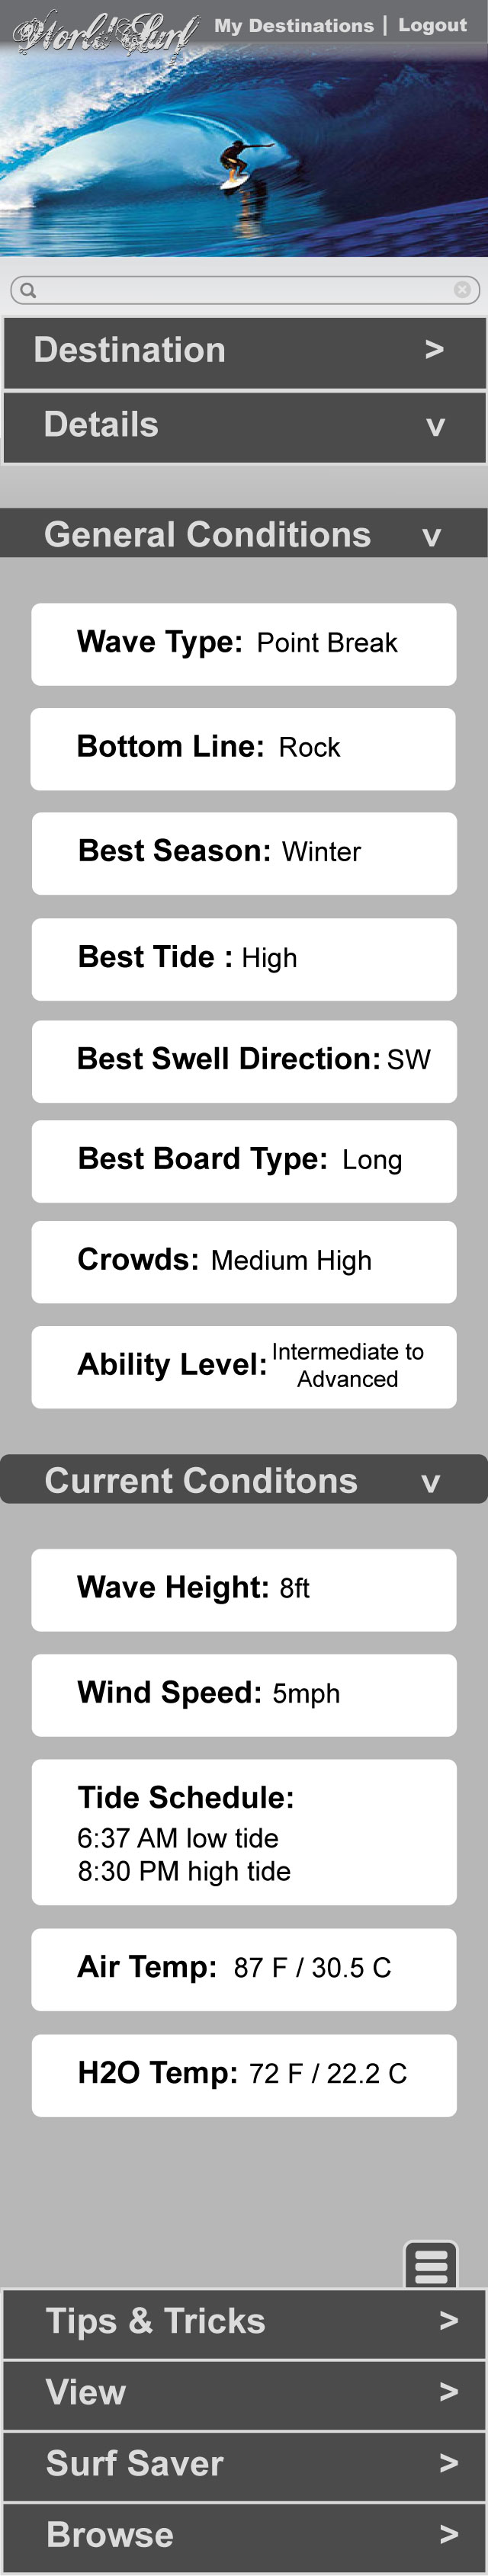 World Surf
My Destinations | Logout
Destination >
Details v
General Conditions v
Wave Type: Point Break
Bottom Line: Rock
Best Season: Winter
Best Tide : High
Best Swell Direction: SW
Best Board Type: Long
Crowds: Medium High
Ability Level: Intermediate to
Advanced
Current Conditons v
Wave Height: 8ft
Wind Speed: 5mph
Tide Schedule:
6:37 AM low tide
8:30 PM high tide
Air Temp: 87 F / 30.5 C
H2O Temp: 72 F / 22.2 C
Tips & Tricks >
View >
Surf Saver >
Browse >